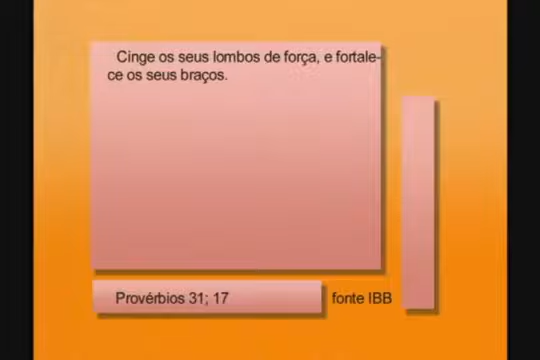 Cinge os seus lombos de força, e fortale-
ce os seus braços.
Provérbios 31; 17
fonte IBB